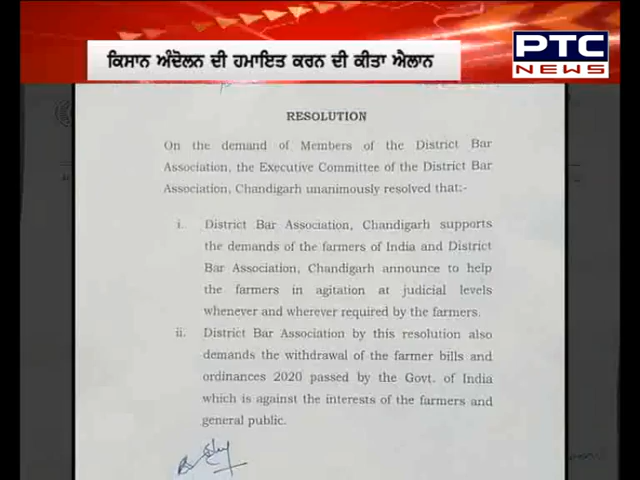 ਕਿਸਾਨ ਅੰਦੋਲਨ ਦੀ ਹਮਾਇਤ ਕਰਨ ਦੀ ਕੀਤਾ ਐਲਾਨ
PTC
NEWS
RESOLUTION
On the demand of Members of the District Bar
Association, the Executive Committee of the District Bar
Association, Chandigarh unanimously resolved that:-
i. District Bar Association, Chandigarh supports
the demands of the farmers of India and District
Bar Association, Chandigarh announce to help
the farmers in agitation at judicial levels
whenever and wherever required by the farmers.
ii. District Bar Association by this resolution also
demands the withdrawal of the farmer bills and
ordinances 2020 passed by the Govt. of India
which is against the interests of the farmers and
general public.